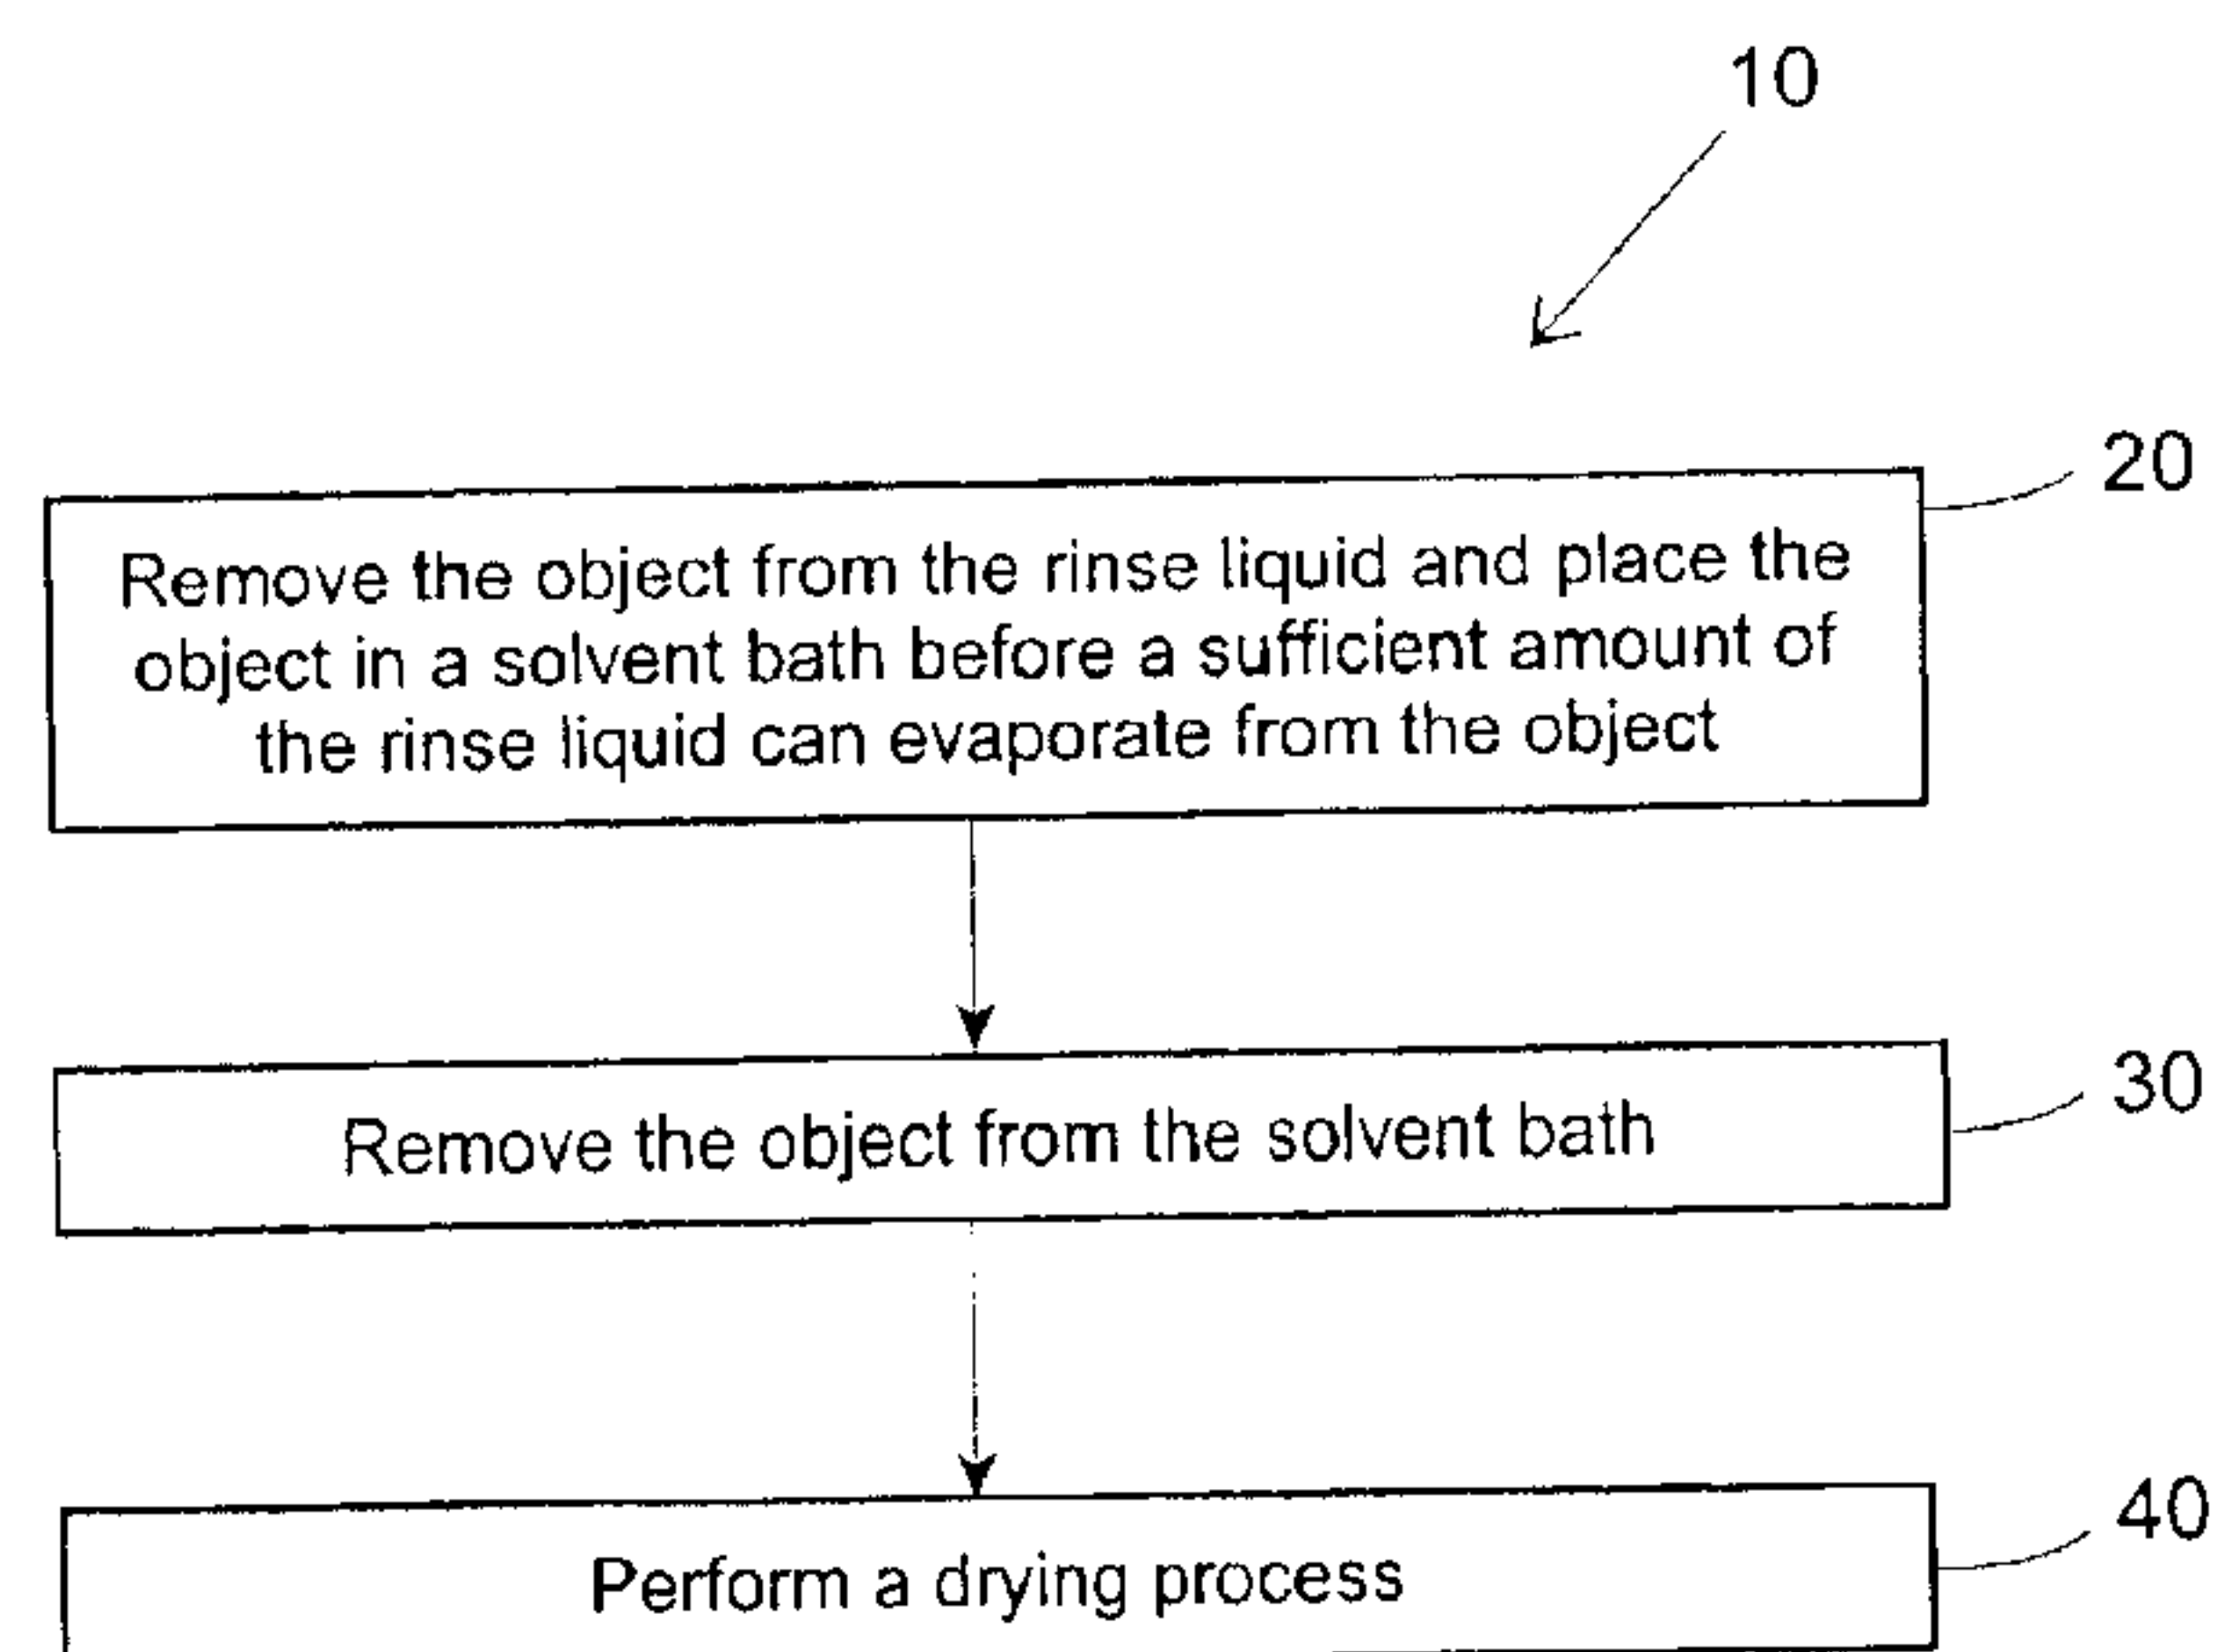 10
20
Remove the object from the rinse liquid and place the
object in a solvent bath before a sufficient amount of
the rinse liquid can evaporate from the object
30
Remove the object from the solvent bath
40
Perform a drying process